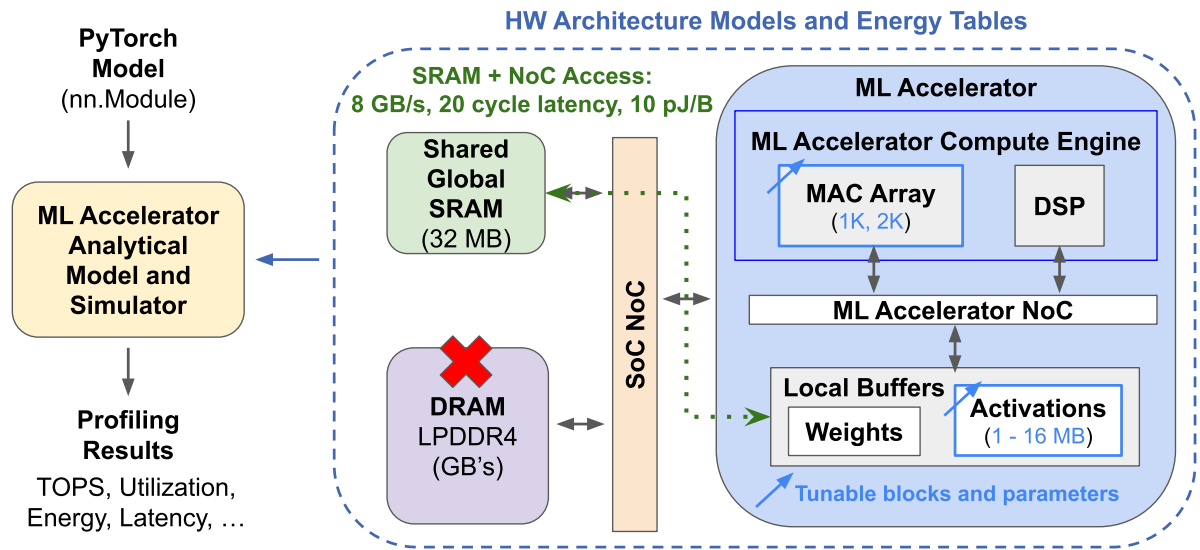 HW Architecture Models and Energy Tables
PyTorch
Model
(nn.Module)
ML Accelerator
Analytical
Model and
Simulator
Profiling
Results
TOPS, Utilization,
Energy, Latency, …
SRAM + NoC Access:
8 GB/s, 20 cycle latency, 10 pJ/B
Shared
Global
SRAM
(32 MB)
DRAM
LPDDR4
(GB’s)
SoC NoC
ML Accelerator
ML Accelerator Compute Engine
MAC Array
(1K, 2K)
DSP
ML Accelerator NoC
Local Buffers
Weights
Activations
(1 - 16 MB)
Tunable blocks and parameters